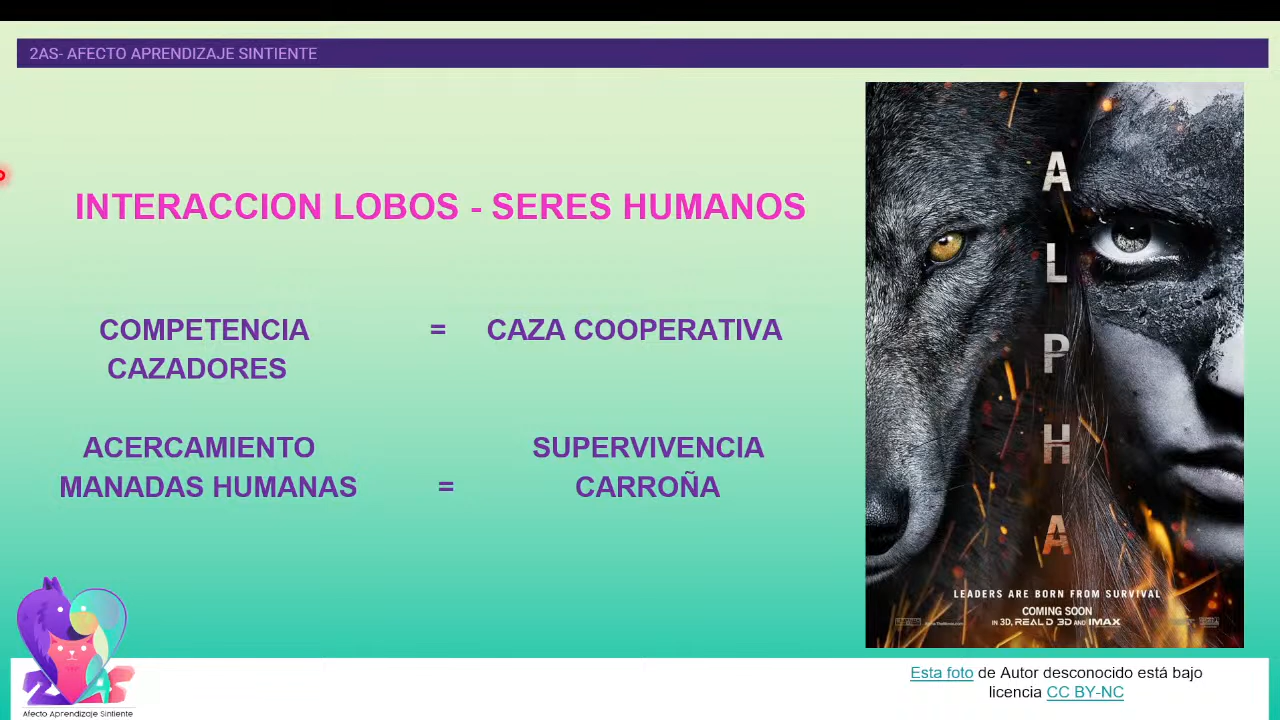 2AS- AFECTO APRENDIZAJE SINTIENTE
INTERACCION LOBOS - SERES HUMANOS
COMPETENCIA = CAZA COOPERATIVA
CAZADORES
ACERCAMIENTO SUPERVIVENCIA
MANADAS HUMANAS = CARROÑA
ALPHA
LEADERS ARE BORN FROM SURVIVAL
COMING SOON
IN 3D, REAL D 3D AND IMAX
2AS
Afecto Aprendizaje Sintiente
Esta foto de Autor desconocido está bajo
licencia CC BY-NC